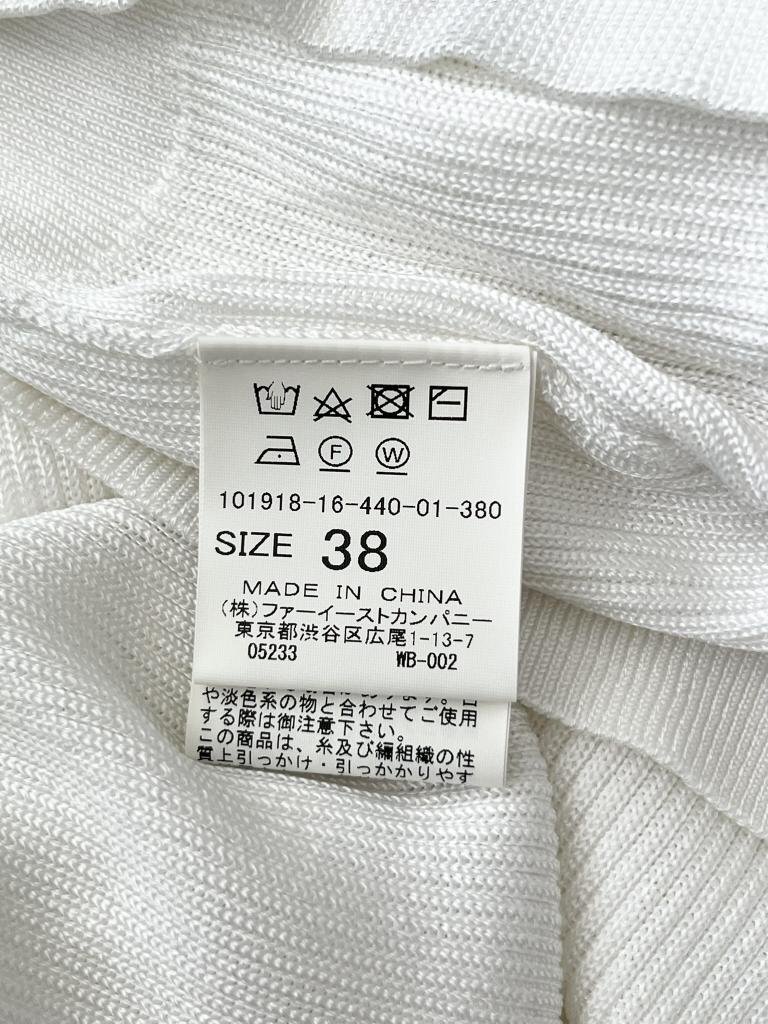 F W
101918-16-440-01-380
SIZE 38
MADE IN CHINA
(株)ファーイーストカンパニー
東京都渋谷区広尾1-13-7
05233 WB-002
や淡色系の物と合わせてご使用
する際は御注意下さい。
この商品は、糸及び編組織の性
質上引っかけ・引っかかりやす